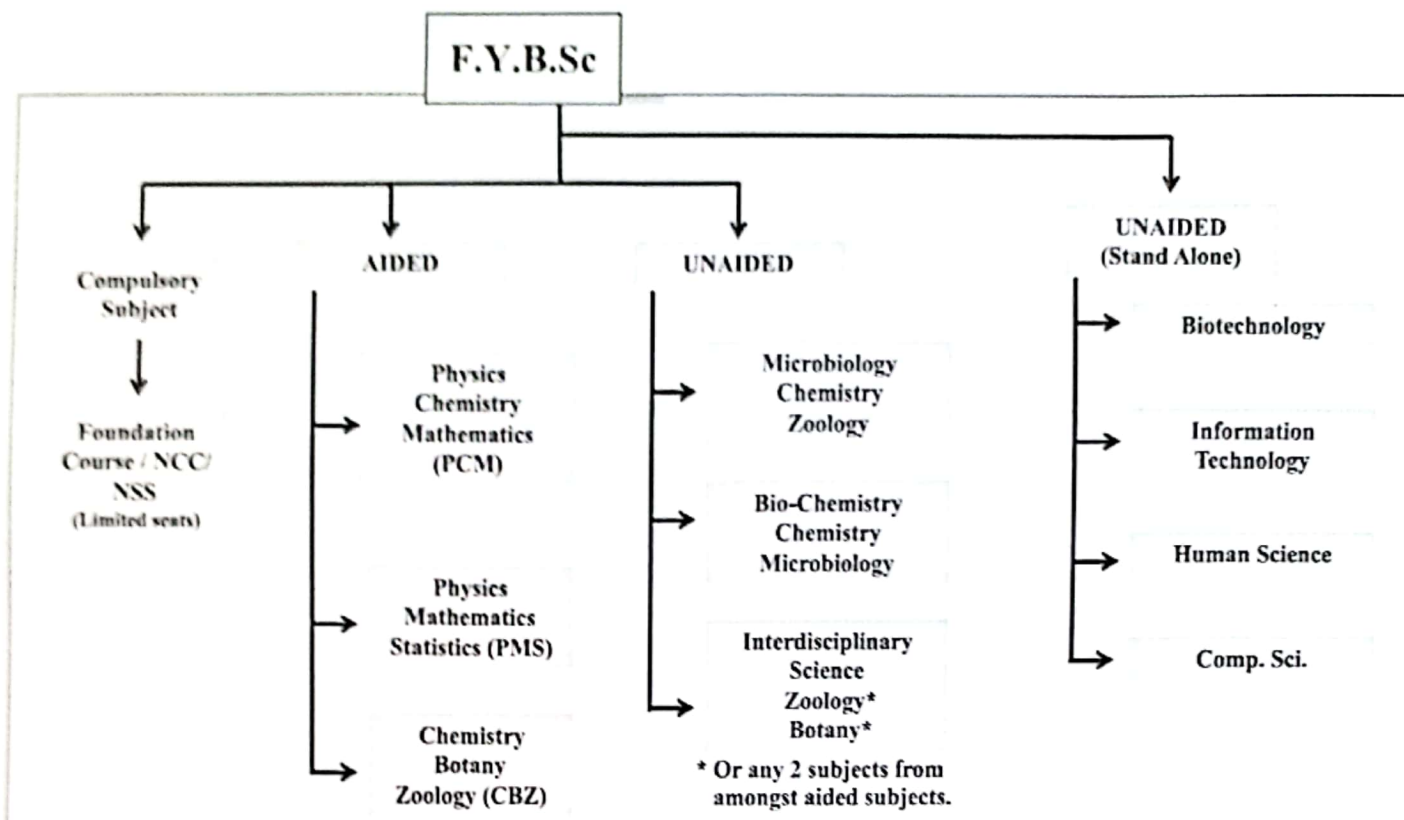 F.Y.B.Sc
Compulsory
Subject
Foundation
Course / NCC/
NSS
(Limited seats)
AIDED
Physics
Chemistry
Mathematics
(PCM)
Physics
Mathematics
Statistics (PMS)
Chemistry
Botany
Zoology (CBZ)
UNAIDED
Microbiology
Chemistry
Zoology
Bio-Chemistry
Chemistry
Microbiology
Interdisciplinary
Science
Zoology*
Botany*
* Or any 2 subjects from
amongst aided subjects.
UNAIDED
(Stand Alone)
Biotechnology
Information
Technology
Human Science
Comp. Sci.